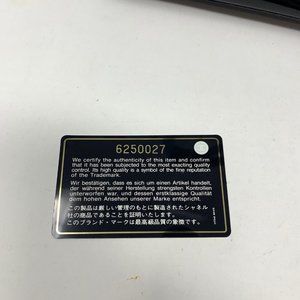 6250027
We certify the authenticity of this item and confirm
that it has been subjected to the most exacting quality
control. Its high quality is a symbol of the fine reputation
of the Trademark.
Wir bestätigen, dass es sich um einen Artikel handelt,
der während seiner Herstellung strengsten Kontrollen
unterworfen war, und dessen erstklassige Qualität
dem hohen Ansehen unserer Marke entspricht.
この製品は厳しい管理のもとに製造されたシャネル
社の商品であることを証明いたします。
このブランド・マークは最高級品質の象徴です。